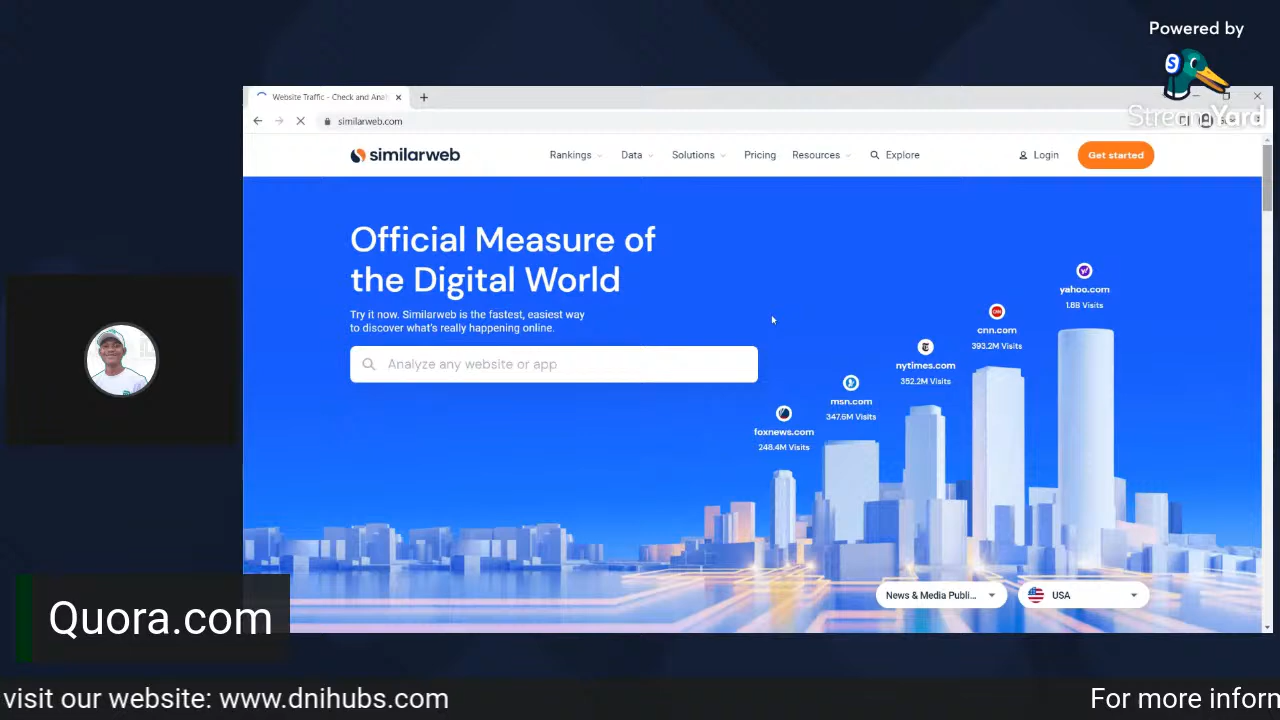 Powered by
StreamYard
Website Traffic - Check and Anal
similarweb.com
similarweb
Rankings
Data
Solutions
Pricing
Resources
Explore
Login
Get started
Official Measure of
the Digital World
Try it now. Similarweb is the fastest, easiest way
to discover what's really happening online.
Analyze any website or app
yahoo.com
1.8B Visits
cnn.com
393.2M Visits
nytimes.com
352.2M Visits
msn.com
347.6M Visits
foxnews.com
248.4M Visits
News & Media Publi...
USA
Quora.com
visit our website: www.dnihubs.com
For more inforn